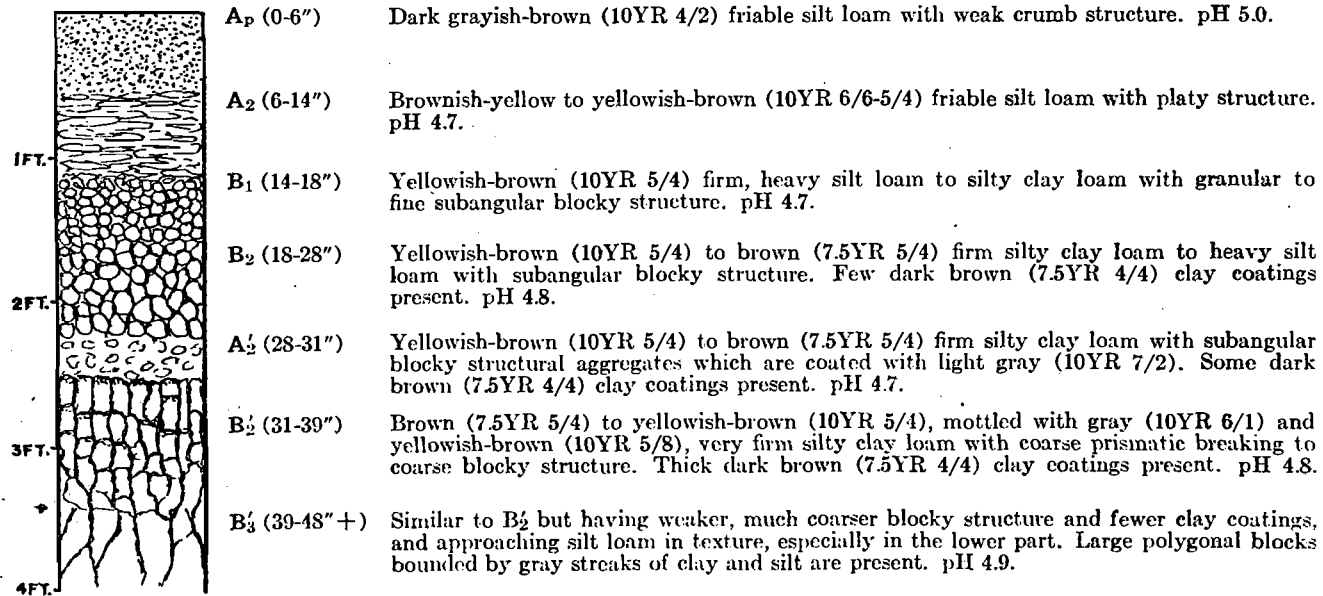 Ap (0-6″) Dark grayish-brown (10YR 4/2) friable silt loam with weak crumb structure. pH 5.0.
A2 (6-14″) Brownish-yellow to yellowish-brown (10YR 6/6-5/4) friable silt loam with platy structure.
pH 4.7.
1FT.
B1 (14-18″) Yellowish-brown (10YR 5/4) firm, heavy silt loam to silty clay loam with granular to
fine subangular blocky structure. pH 4.7.
B2 (18-28″) Yellowish-brown (10YR 5/4) to brown (7.5YR 5/4) firm silty clay loam to heavy silt
loam with subangular blocky structure. Few dark brown (7.5YR 4/4) clay coatings
present. pH 4.8.
2FT.
A′2 (28-31″) Yellowish-brown (10YR 5/4) to brown (7.5YR 5/4) firm silty clay loam with subangular
blocky structural aggregates which are coated with light gray (10YR 7/2). Some dark
brown (7.5YR 4/4) clay coatings present. pH 4.7.
B′2 (31-39″) Brown (7.5YR 5/4) to yellowish-brown (10YR 5/4), mottled with gray (10YR 6/1) and
yellowish-brown (10YR 5/8), very firm silty clay loam with coarse prismatic breaking to
3FT.
coarse blocky structure. Thick dark brown (7.5YR 4/4) clay coatings present. pH 4.8.
B′3 (39-48″+) Similar to B′2 but having weaker, much coarser blocky structure and fewer clay coatings,
and approaching silt loam in texture, especially in the lower part. Large polygonal blocks
bounded by gray streaks of clay and silt are present. pH 4.9.
4FT.